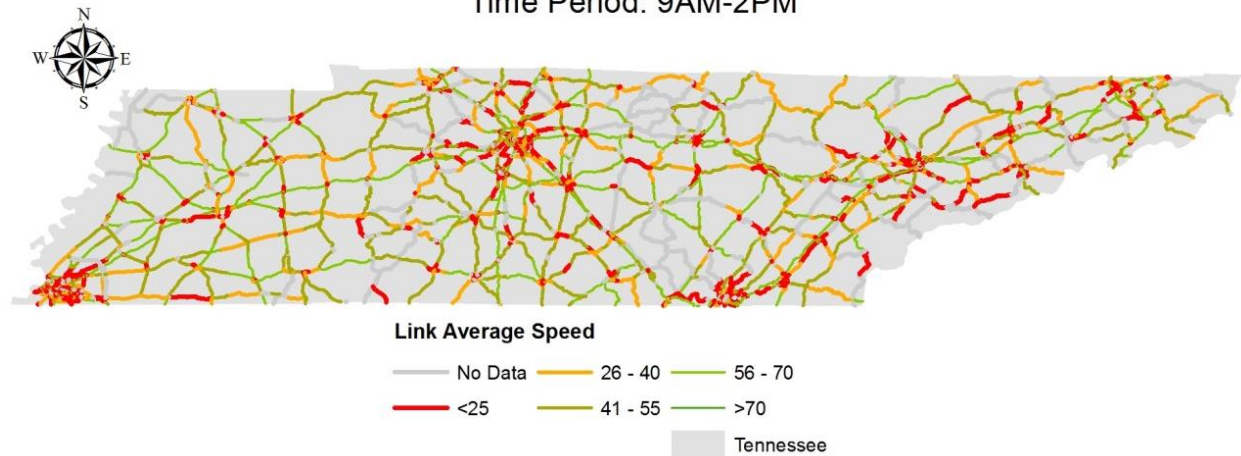 Time Period: 9AM-2PM
N
W E
S
Link Average Speed
No Data 26 - 40 56 - 70
<25 41 - 55 >70
Tennessee